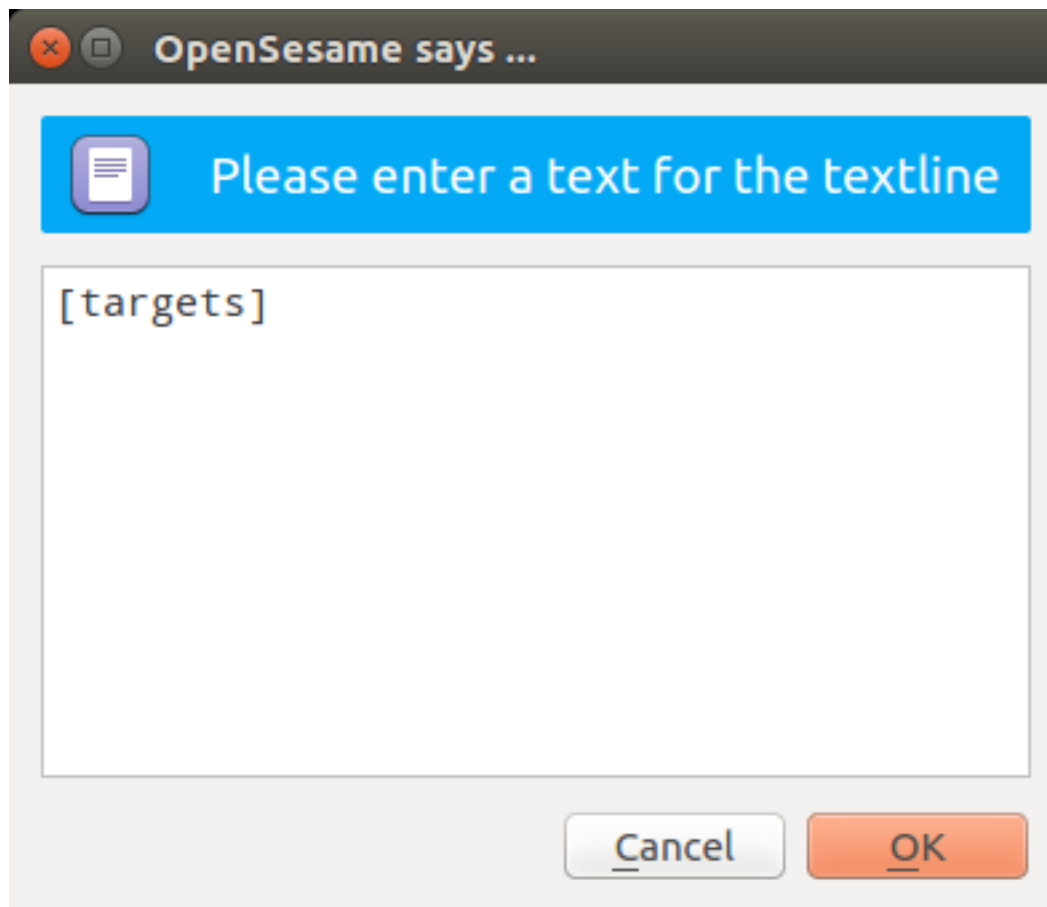 OpenSesame says ...
Please enter a text for the textline
[targets]
Cancel
OK